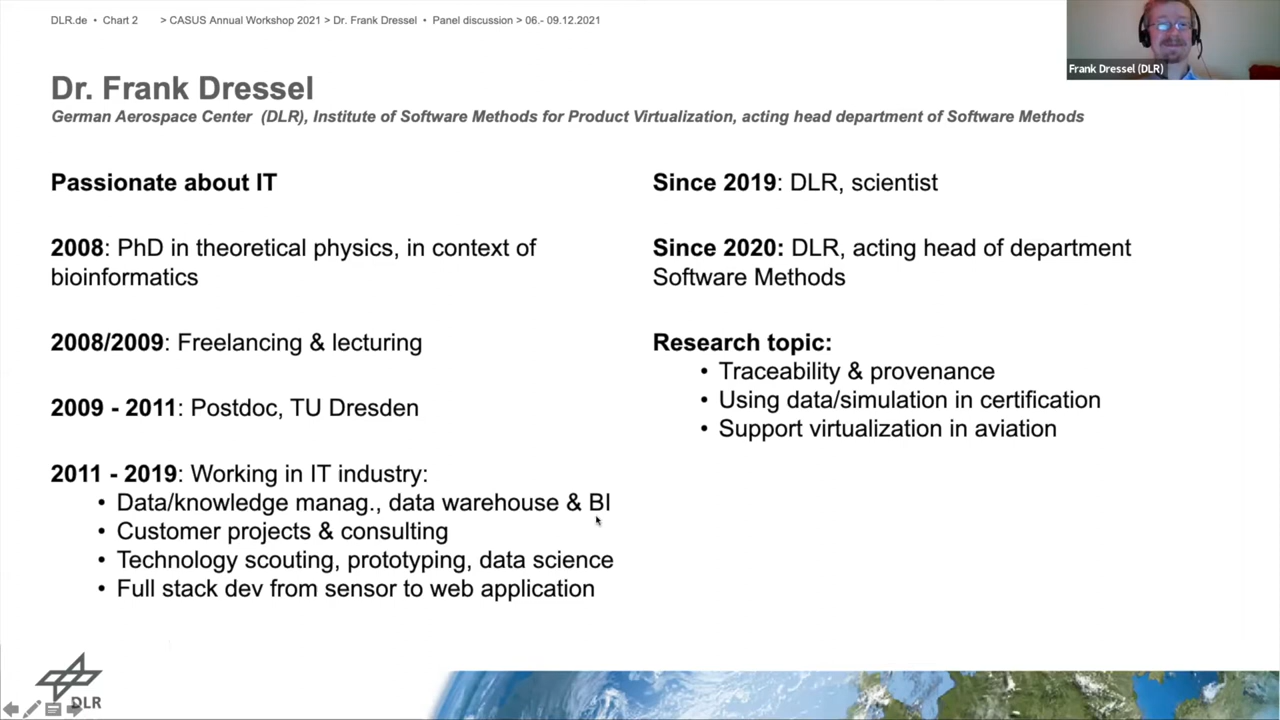 DLR.de • Chart 2 > CASUS Annual Workshop 2021 > Dr. Frank Dressel • Panel discussion > 06.- 09.12.2021
Frank Dressel (DLR)
Dr. Frank Dressel
German Aerospace Center (DLR), Institute of Software Methods for Product Virtualization, acting head department of Software Methods
Passionate about IT
2008: PhD in theoretical physics, in context of
bioinformatics
2008/2009: Freelancing & lecturing
2009 - 2011: Postdoc, TU Dresden
2011 - 2019: Working in IT industry:
• Data/knowledge manag., data warehouse & BI
• Customer projects & consulting
• Technology scouting, prototyping, data science
• Full stack dev from sensor to web application
Since 2019: DLR, scientist
Since 2020: DLR, acting head of department
Software Methods
Research topic:
• Traceability & provenance
• Using data/simulation in certification
• Support virtualization in aviation
DLR